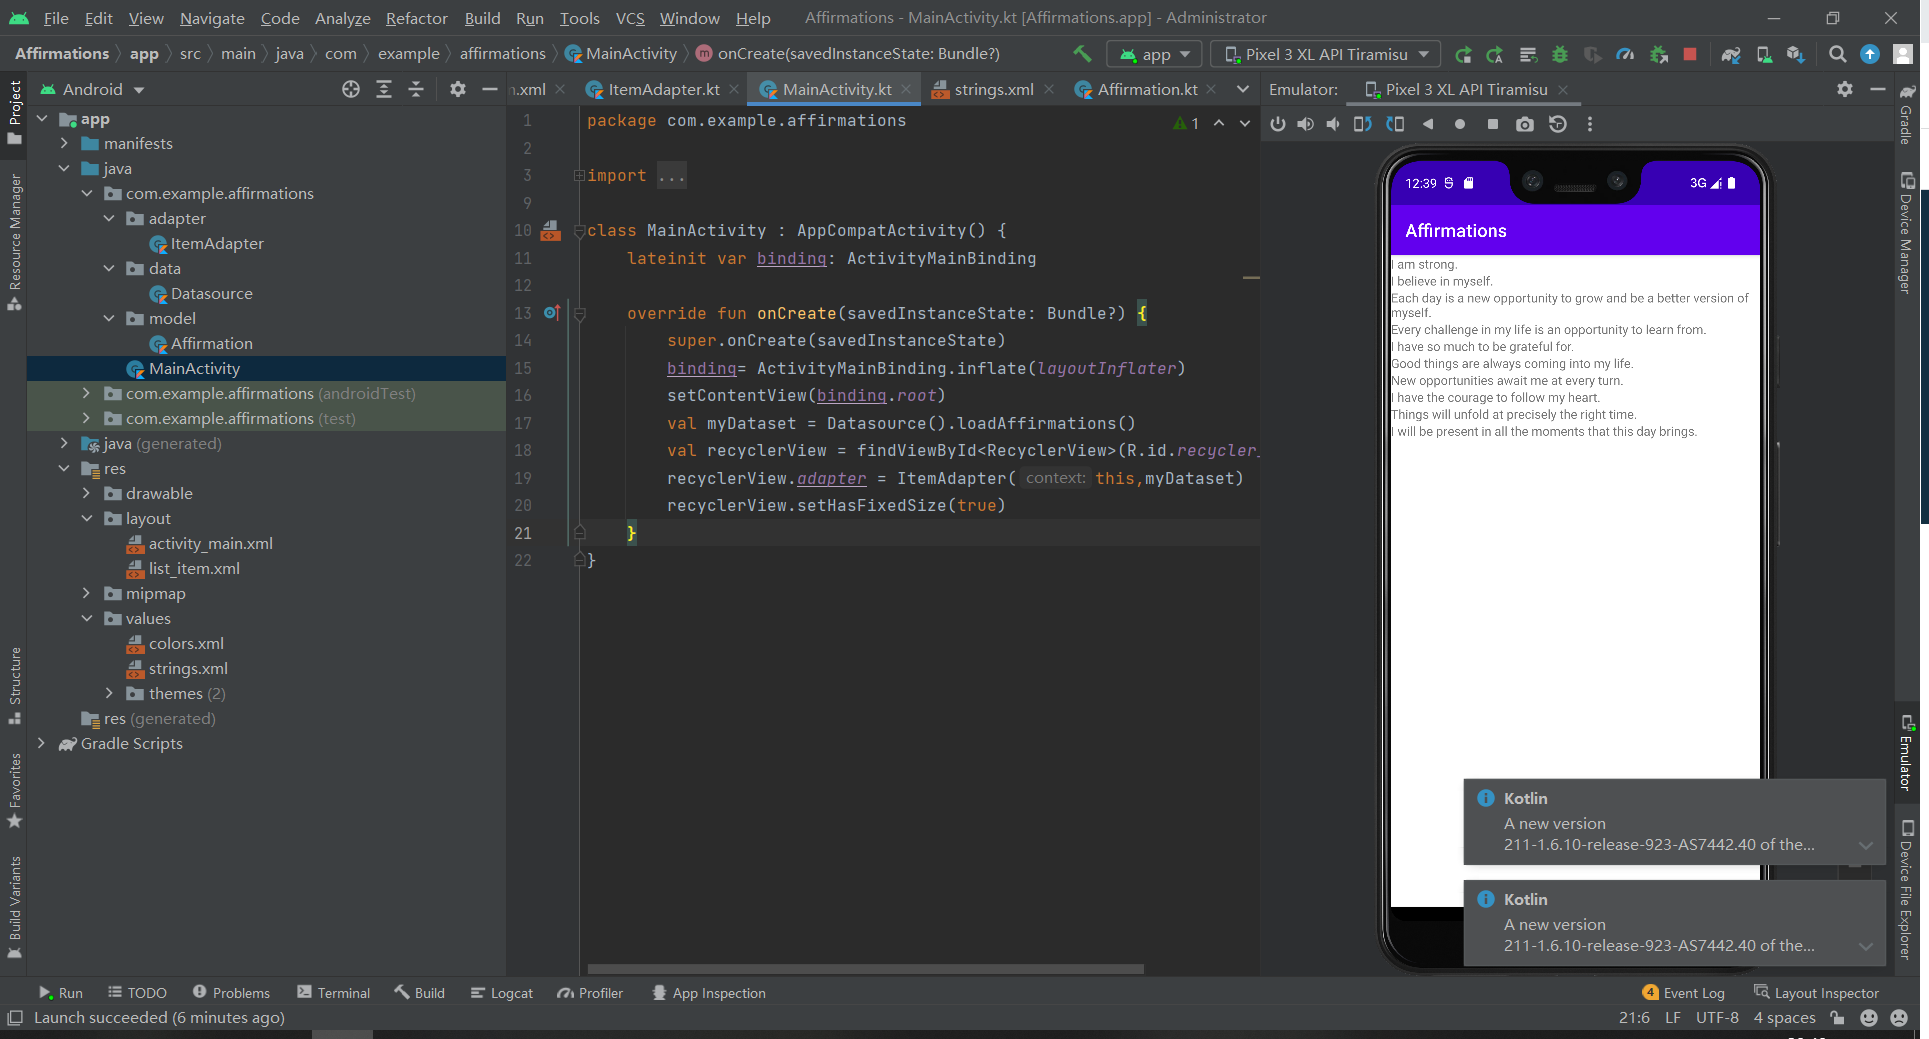 File Edit View Navigate Code Analyze Refactor Build Run Tools VCS Window Help Affirmations - MainActivity.kt [Affirmations.app] - Administrator
Affirmations app src main java com example affirmations MainActivity onCreate(savedInstanceState: Bundle?) app Pixel 3 XL API Tiramisu
Project
Resource Manager
Structure
Favorites
Build Variants
Android
app
manifests
java
com.example.affirmations
adapter
ItemAdapter
data
Datasource
model
Affirmation
MainActivity
com.example.affirmations (androidTest)
com.example.affirmations (test)
java (generated)
res
drawable
layout
activity_main.xml
list_item.xml
mipmap
values
colors.xml
strings.xml
themes (2)
res (generated)
Gradle Scripts
n.xml ItemAdapter.kt MainActivity.kt strings.xml Affirmation.kt
1 package com.example.affirmations
1
2
3 import ...
9
10 class MainActivity : AppCompatActivity() {
11 lateinit var binding: ActivityMainBinding
12
13 override fun onCreate(savedInstanceState: Bundle?) {
14 super.onCreate(savedInstanceState)
15 binding= ActivityMainBinding.inflate(layoutInflater)
16 setContentView(binding.root)
17 val myDataset = Datasource().loadAffirmations()
18 val recyclerView = findViewById<RecyclerView>(R.id.recycler_
19 recyclerView.adapter = ItemAdapter( context: this,myDataset)
20 recyclerView.setHasFixedSize(true)
21 }
22 }
Emulator: Pixel 3 XL API Tiramisu
12:39 3G
Affirmations
I am strong.
I believe in myself.
Each day is a new opportunity to grow and be a better version of
myself.
Every challenge in my life is an opportunity to learn from.
I have so much to be grateful for.
Good things are always coming into my life.
New opportunities await me at every turn.
I have the courage to follow my heart.
Things will unfold at precisely the right time.
I will be present in all the moments that this day brings.
Kotlin
A new version
211-1.6.10-release-923-AS7442.40 of the...
Kotlin
A new version
211-1.6.10-release-923-AS7442.40 of the...
Gradle
Device Manager
Emulator
Device File Explorer
Run TODO Problems Terminal Build Logcat Profiler App Inspection 4 Event Log Layout Inspector
Launch succeeded (6 minutes ago) 21:6 LF UTF-8 4 spaces